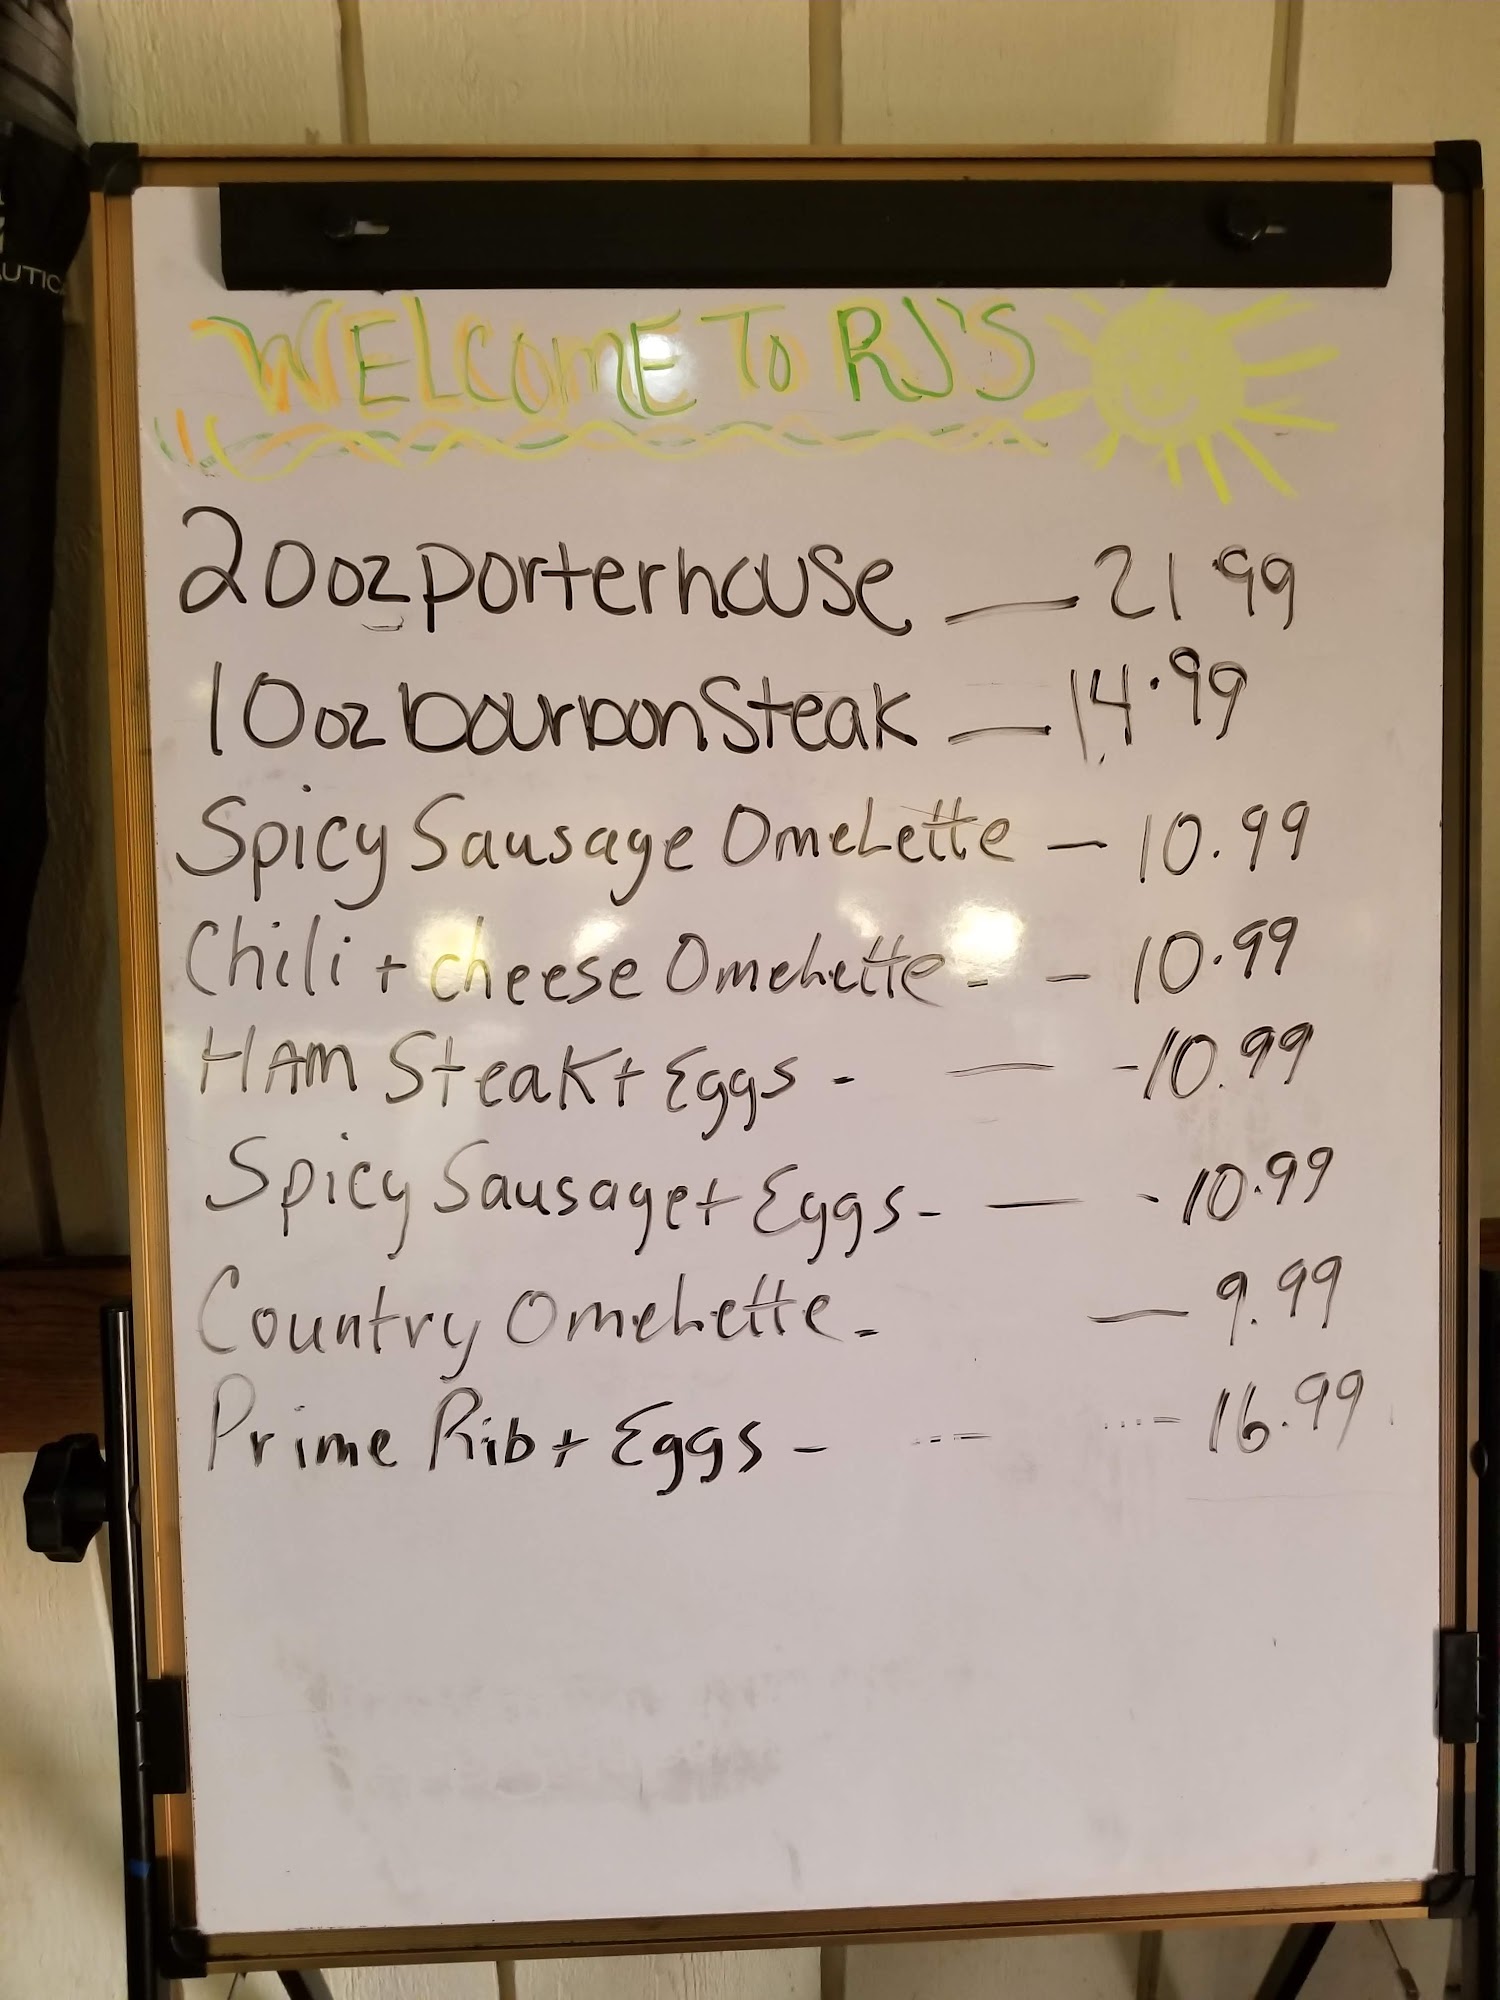 AUTIC
WELCOME TO RJ'S
20oz porterhouse — 21.99
10oz bourbon Steak — 14.99
Spicy Sausage OmeLette — 10.99
Chili + cheese OmeLette - - 10.99
HAM SteaK + Eggs - — -10.99
Spicy Sausage + Eggs - — -10.99
Country OmeLette - — 9.99
Prime Rib + Eggs - ...- ...- 16.99